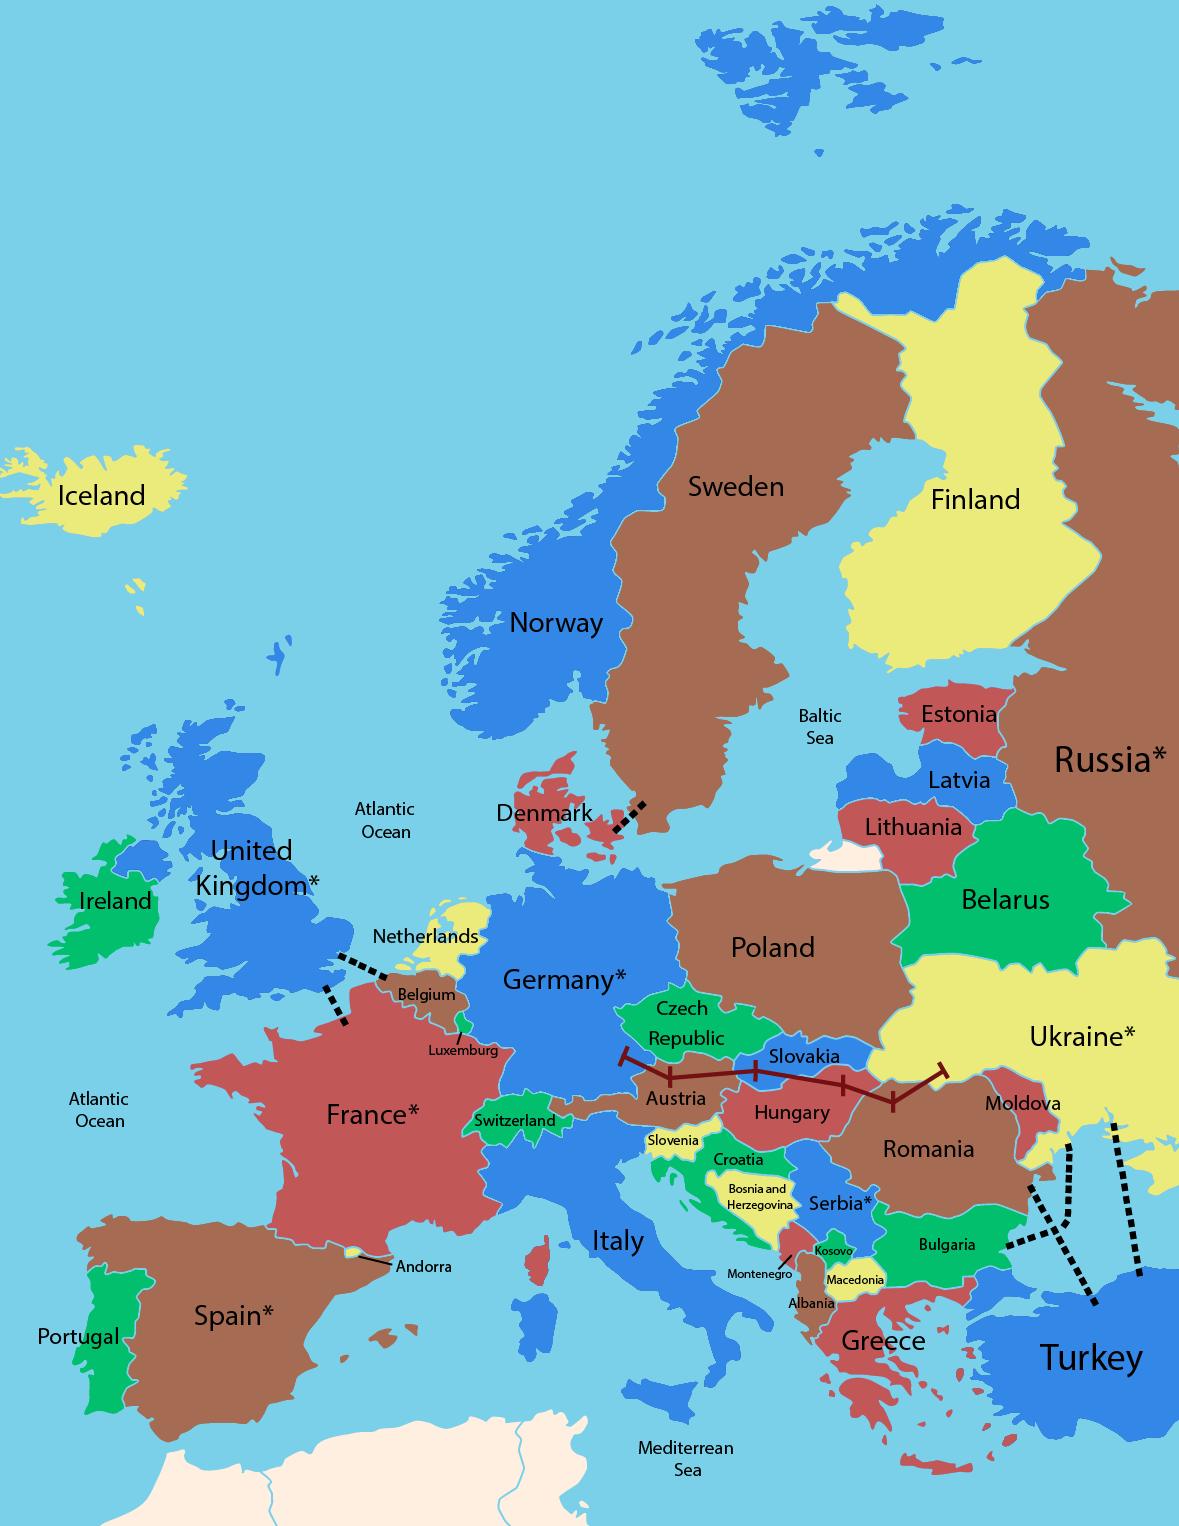 Iceland
Sweden
Finland
Norway
Baltic
Sea
Estonia
Russia*
Latvia
Atlantic
Ocean
Denmark
Lithuania
United
Kingdom*
Ireland
Belarus
Netherlands
Poland
Germany*
Belgium
Czech
Republic
Ukraine*
Luxemburg
Slovakia
Atlantic
Ocean
France*
Austria
Moldova
Switzerland
Hungary
Slovenia
Romania
Croatia
Bosnia and
Herzegovina
Serbia*
Italy
Kosovo
Bulgaria
Andorra
Montenegro
Macedonia
Albania
Spain*
Portugal
Greece
Turkey
Mediterrean
Sea